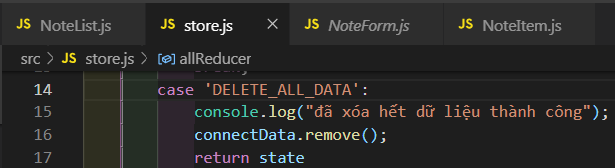 JS NoteList.js JS store.js × JS NoteForm.js JS NoteItem.js
src > JS store.js > allReducer
14 case 'DELETE_ALL_DATA':
15 console.log("đã xóa hết dữ liệu thành công");
16 connectData.remove();
17 return state